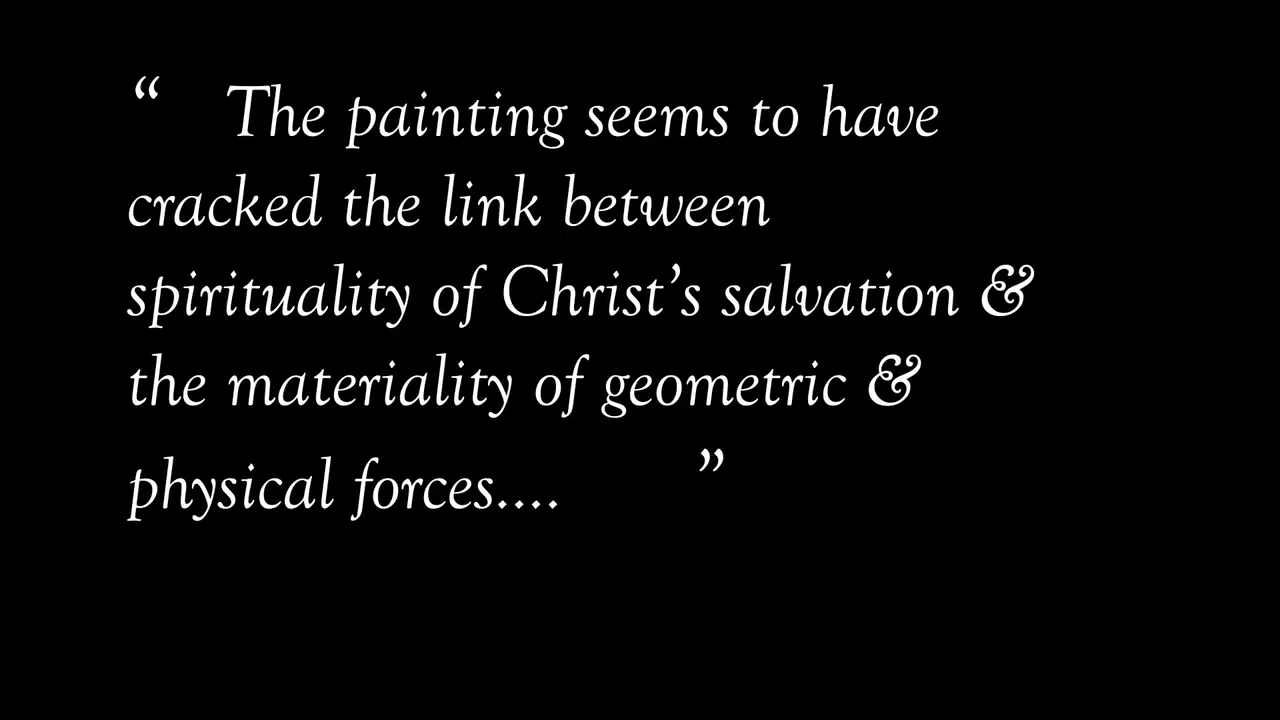 “ The painting seems to have
cracked the link between
spirituality of Christ’s salvation &
the materiality of geometric &
physical forces.... ”